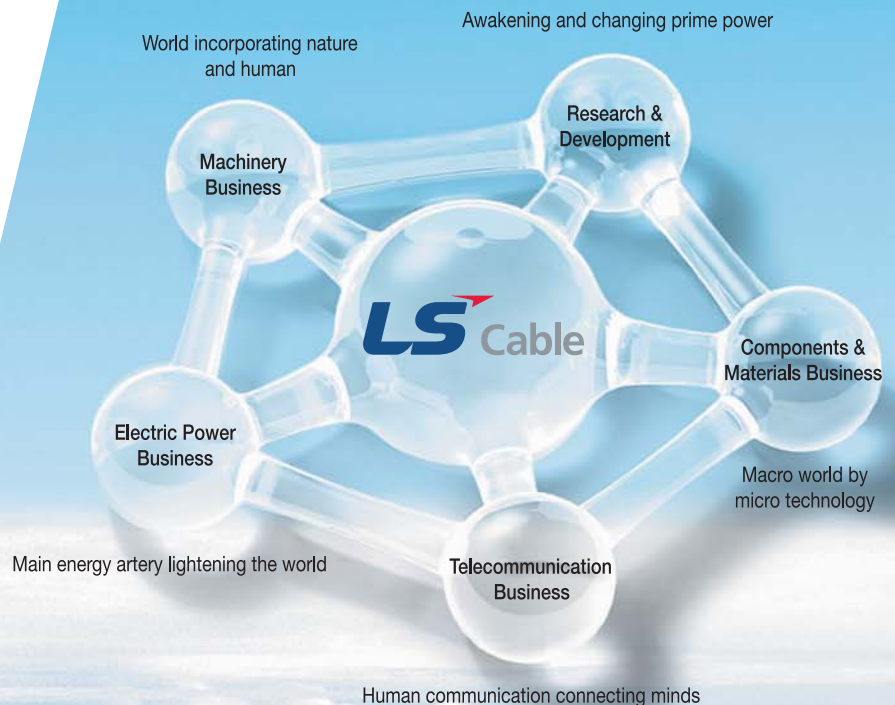 Awakening and changing prime power
World incorporating nature
and human
Research &
Development
Machinery
Business
LS Cable
Components &
Materials Business
Electric Power
Business
Macro world by
micro technology
Main energy artery lightening the world
Telecommunication
Business
Human communication connecting minds